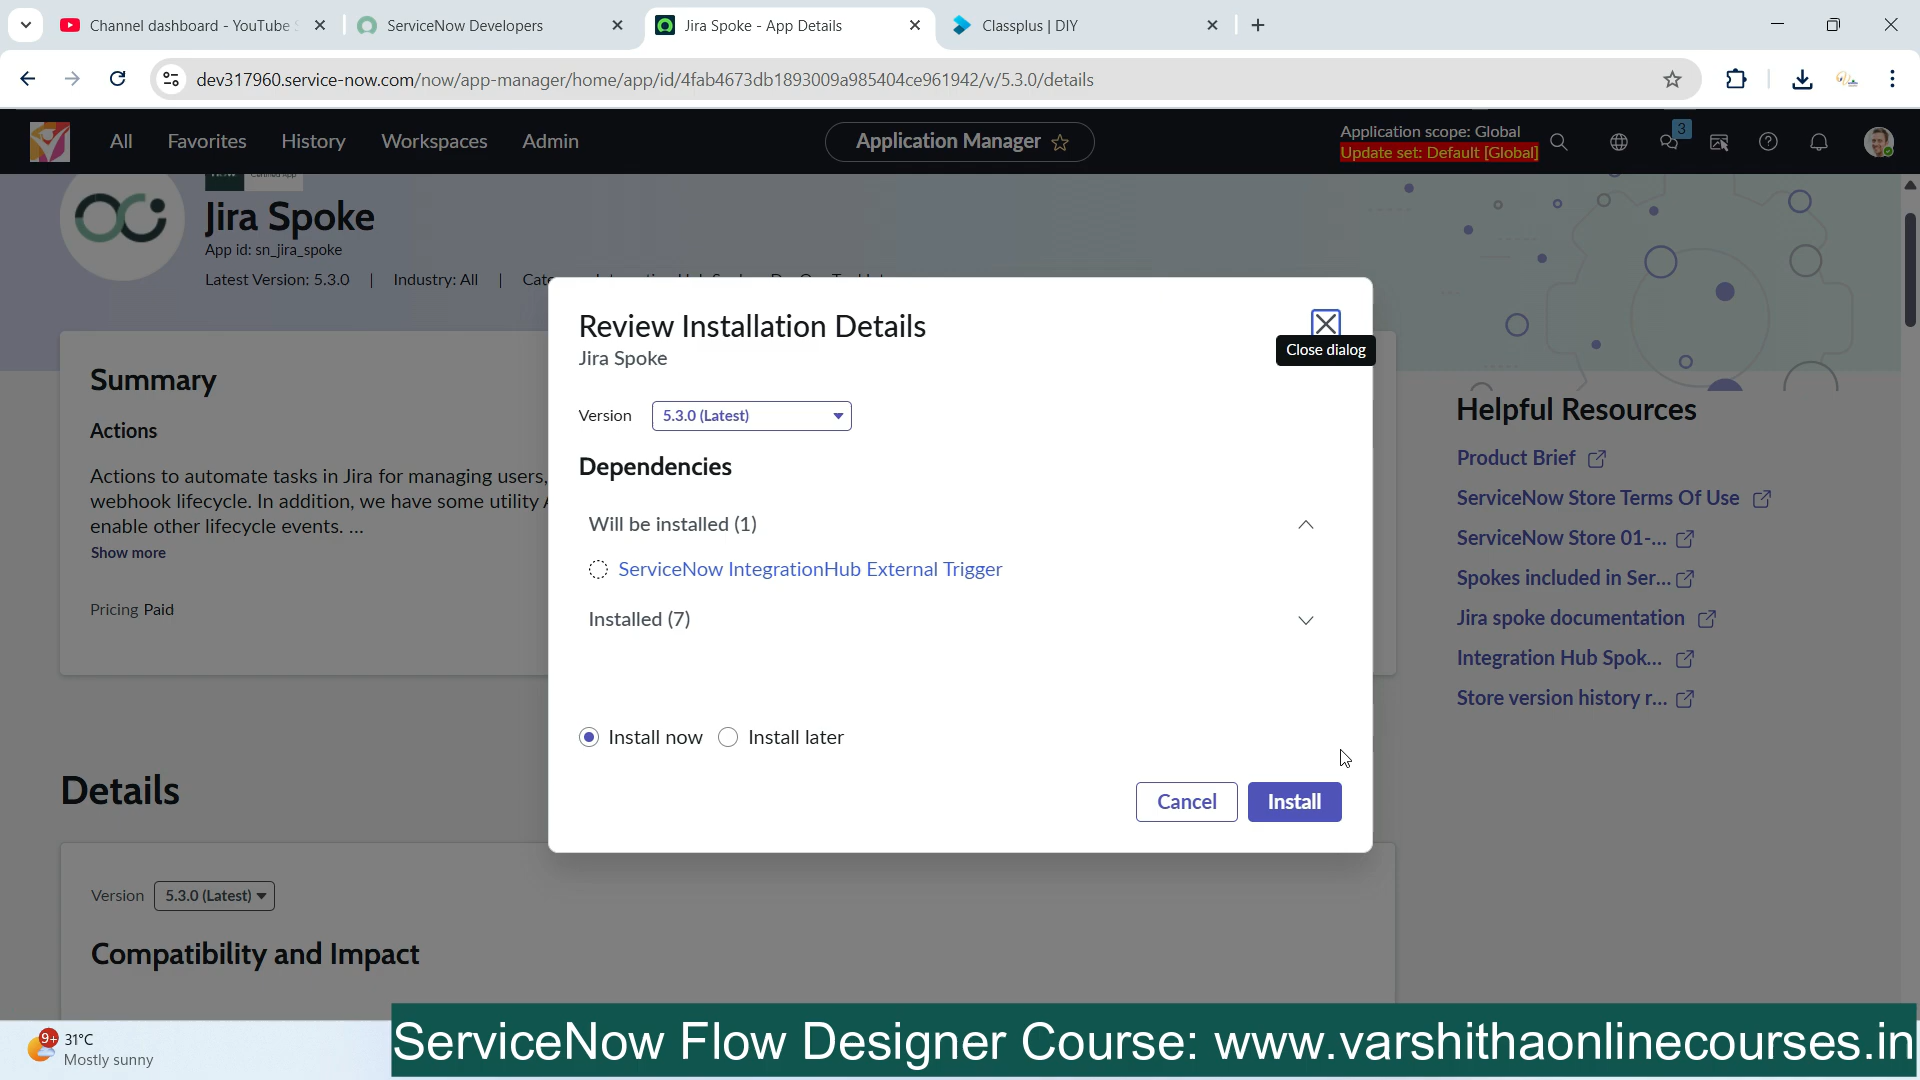 Channel dashboard - YouTube
ServiceNow Developers
Jira Spoke - App Details
Classplus | DIY
dev317960.service-now.com/now/app-manager/home/app/id/4fab4673db1893009a985404ce961942/v/5.3.0/details
All
Favorites
History
Workspaces
Admin
Application Manager
Application scope: Global
Update set: Default [Global]
3
Jira Spoke
App id: sn_jira_spoke
Latest Version: 5.3.0 | Industry: All |
Summary
Actions
Actions to automate tasks in Jira for managing users,
webhook lifecycle. In addition, we have some utility
enable other lifecycle events. ...
Show more
Pricing Paid
Details
Version 5.3.0 (Latest)
Compatibility and Impact
Review Installation Details
Jira Spoke
Close dialog
Version 5.3.0 (Latest)
Dependencies
Will be installed (1)
ServiceNow IntegrationHub External Trigger
Installed (7)
Install now
Install later
Cancel
Install
Helpful Resources
Product Brief
ServiceNow Store Terms Of Use
ServiceNow Store 01-...
Spokes included in Ser...
Jira spoke documentation
Integration Hub Spok...
Store version history r...
9+
31°C
Mostly sunny
ServiceNow Flow Designer Course: www.varshithaonlinecourses.in